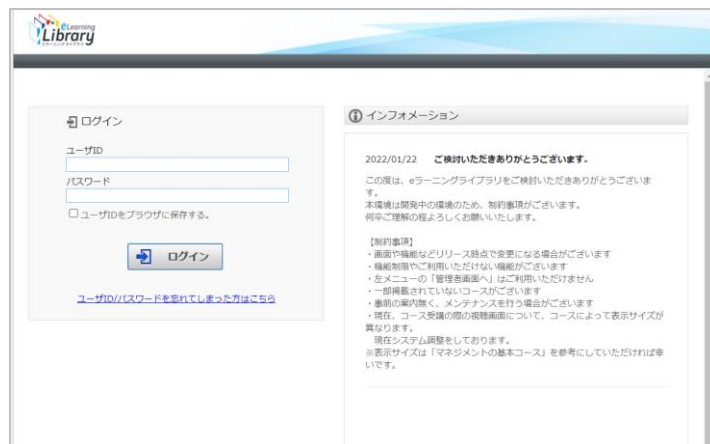 eLearning
Library
eラーニングライブラリ
ログイン
ユーザID
パスワード
ユーザIDをブラウザに保存する。
ログイン
ユーザID/パスワードを忘れてしまった方はこちら
インフォメーション
2022/01/22 ご検討いただきありがとうございます。
この度は、eラーニングライブラリをご検討いただきありがとうございま
す。
本環境は開発中の環境のため、制約事項がございます。
何卒ご理解の程よろしくお願いいたします。
【制約事項】
・画面や機能などリリース時点で変更になる場合がございます
・機能制限やご利用いただけない機能がございます
・左メニューの「管理者画面へ」はご利用いただけません
・一部掲載されていないコースがございます
・事前の案内無く、メンテナンスを行う場合がございます
・現在、コース受講の際の視聴画面について、コースによって表示サイズが
異なります。
現在システム調整をしております。
※表示サイズは「マネジメントの基本コース」を参考にしていただければ幸
いです。